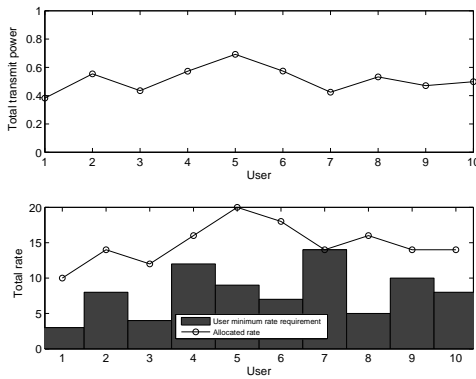 1
0.8
0.6
0.4
0.2
0
Total transmit power
1 2 3 4 5 6 7 8 9 10
User
20
15
10
5
0
Total rate
User minimum rate requirement
Allocated rate
1 2 3 4 5 6 7 8 9 10
User